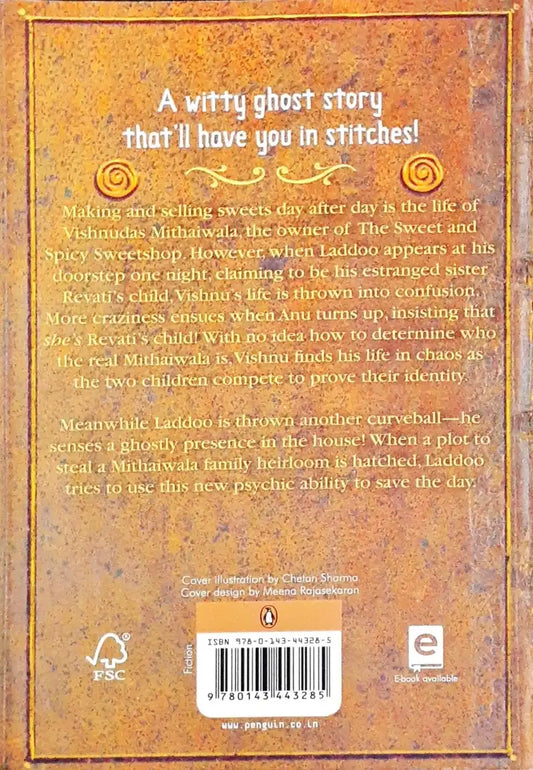 A witty ghost story
that'll have you in stitches!
Making and selling sweets day after day is the life of
Vishnudas Mithaiwala, the owner of The Sweet and
Spicy Sweetshop. However, when Laddoo appears at his
doorstep one night, claiming to be his estranged sister
Revati's child, Vishnu's life is thrown into confusion.
More craziness ensues when Anu turns up, insisting that
she's Revati's child! With no idea how to determine who
the real Mithaiwala is, Vishnu finds his life in chaos as
the two children compete to prove their identity.
Meanwhile Laddoo is thrown another curveball—he
senses a ghostly presence in the house! When a plot to
steal a Mithaiwala family heirloom is hatched, Laddoo
tries to use this new psychic ability to save the day.
Cover illustration by Chetan Sharma
Cover design by Meena Rajasekaran
FSC
Fiction
ISBN 978-0-143-44328-5
9 780143 443285
www.penguin.co.in
e
E-book available